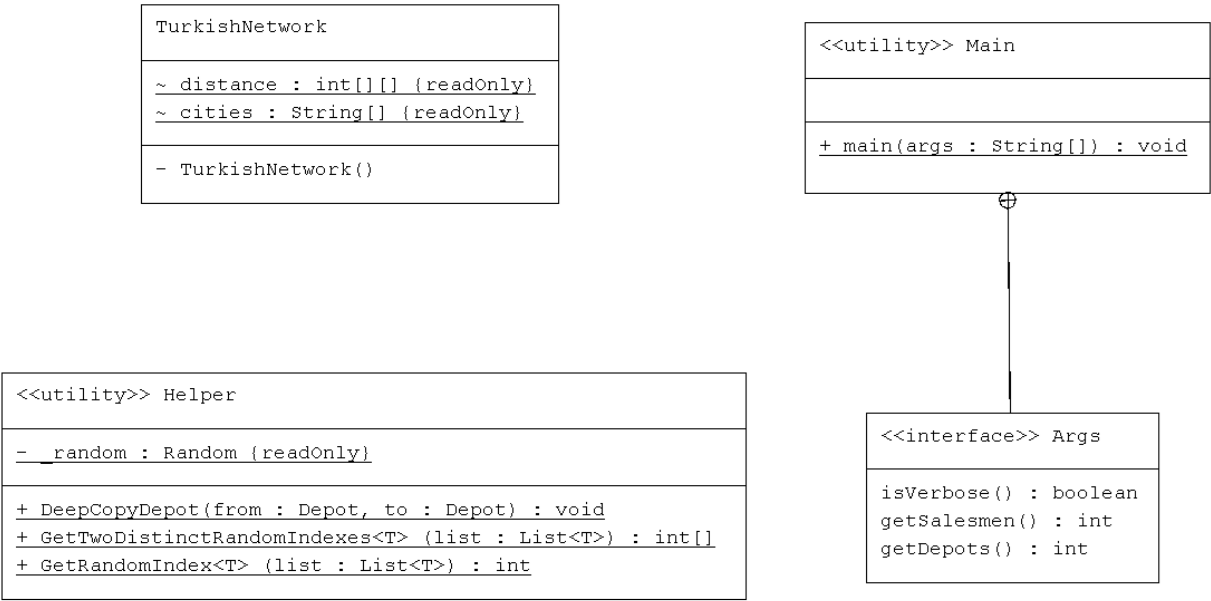 TurkishNetwork
~ distance : int[][] {readOnly}
~ cities : String[] {readOnly}
- TurkishNetwork()
<<utility>> Main
+ main(args : String[]) : void
<<utility>> Helper
- _random : Random {readOnly}
+ DeepCopyDepot(from : Depot, to : Depot) : void
+ GetTwoDistinctRandomIndexes<T> (list : List<T>) : int[]
+ GetRandomIndex<T> (list : List<T>) : int
<<interface>> Args
isVerbose() : boolean
getSalesmen() : int
getDepots() : int